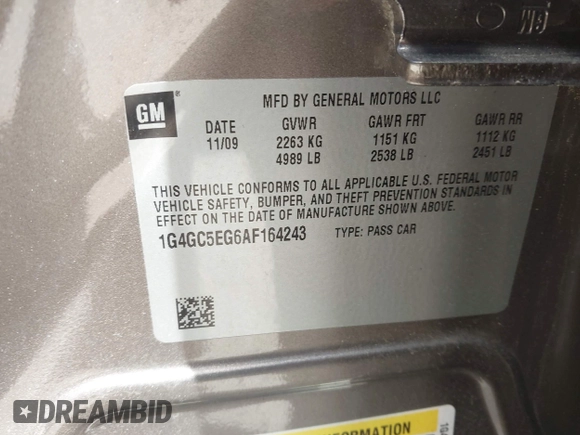 GM
®
MFD BY GENERAL MOTORS LLC
DATE GVWR GAWR FRT GAWR RR
11/09 2263 KG 1151 KG 1112 KG
4989 LB 2538 LB 2451 LB
THIS VEHICLE CONFORMS TO ALL APPLICABLE U.S. FEDERAL MOTOR
VEHICLE SAFETY, BUMPER, AND THEFT PREVENTION STANDARDS IN
EFFECT ON THE DATE OF MANUFACTURE SHOWN ABOVE.
1G4GC5EG6AF164243 TYPE: PASS CAR
DREAMBID
INFORMATION